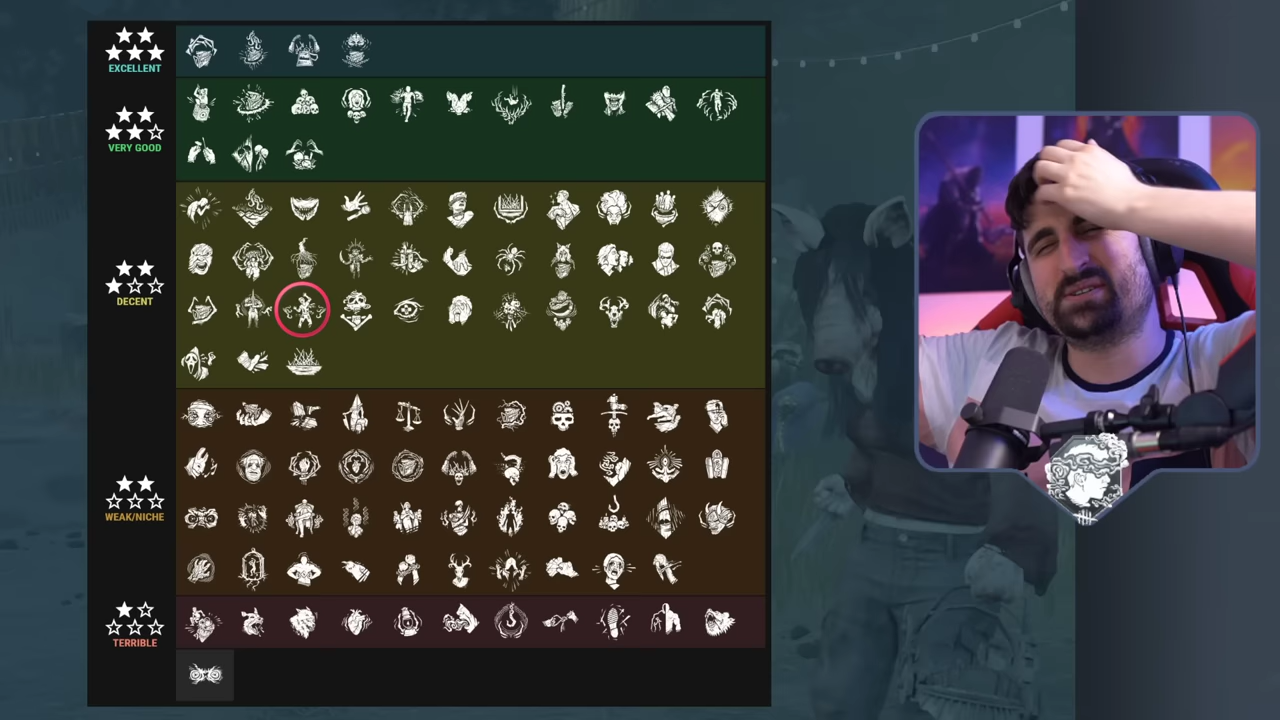 EXCELLENT
VERY GOOD
DECENT
WEAK/NICHE
TERRIBLE